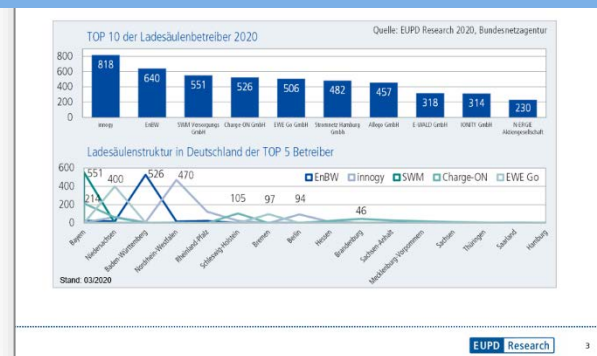 TOP 10 der Ladesäulenbetreiber 2020
Quelle: EUPD Research 2020, Bundesnetzagentur
800
600
400
200
0
818
640
551
526
506
482
457
318
314
230
innogy
EnBW
SWM Versorgungs GmbH
Charge-ON GmbH
EWE Go GmbH
Stromnetz Hamburg GmbH
Allego GmbH
E-WALD GmbH
IONITY GmbH
N-ERGIE Aktiengesellschaft
Ladesäulenstruktur in Deutschland der TOP 5 Betreiber
EnBW innogy SWM Charge-ON EWE Go
600
400
200
0
551
214
400
526
470
105
97
94
46
Bayern
Niedersachsen
Baden-Württemberg
Nordrhein-Westfalen
Rheinland-Pfalz
Schleswig-Holstein
Bremen
Berlin
Hessen
Brandenburg
Sachsen-Anhalt
Mecklenburg-Vorpommern
Sachsen
Thüringen
Saarland
Hamburg
Stand: 03/2020
EUPD Research
3